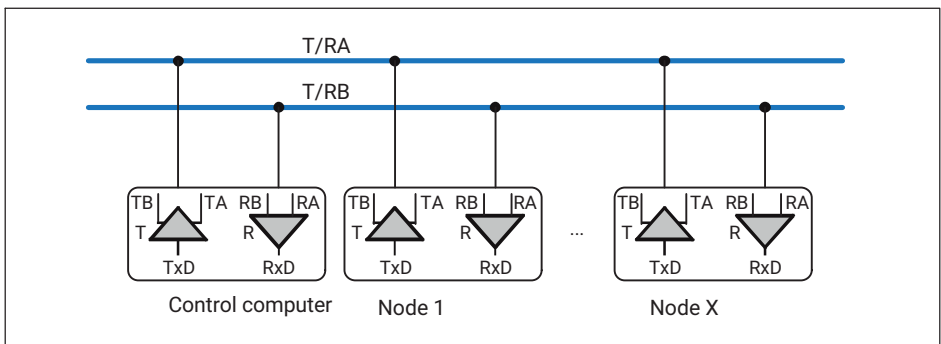 T/RA
T/RB
TB TA RB RA TB TA RB RA TB TA RB RA
T R T R ... T R
TxD RxD TxD RxD TxD RxD
Control computer Node 1 Node X